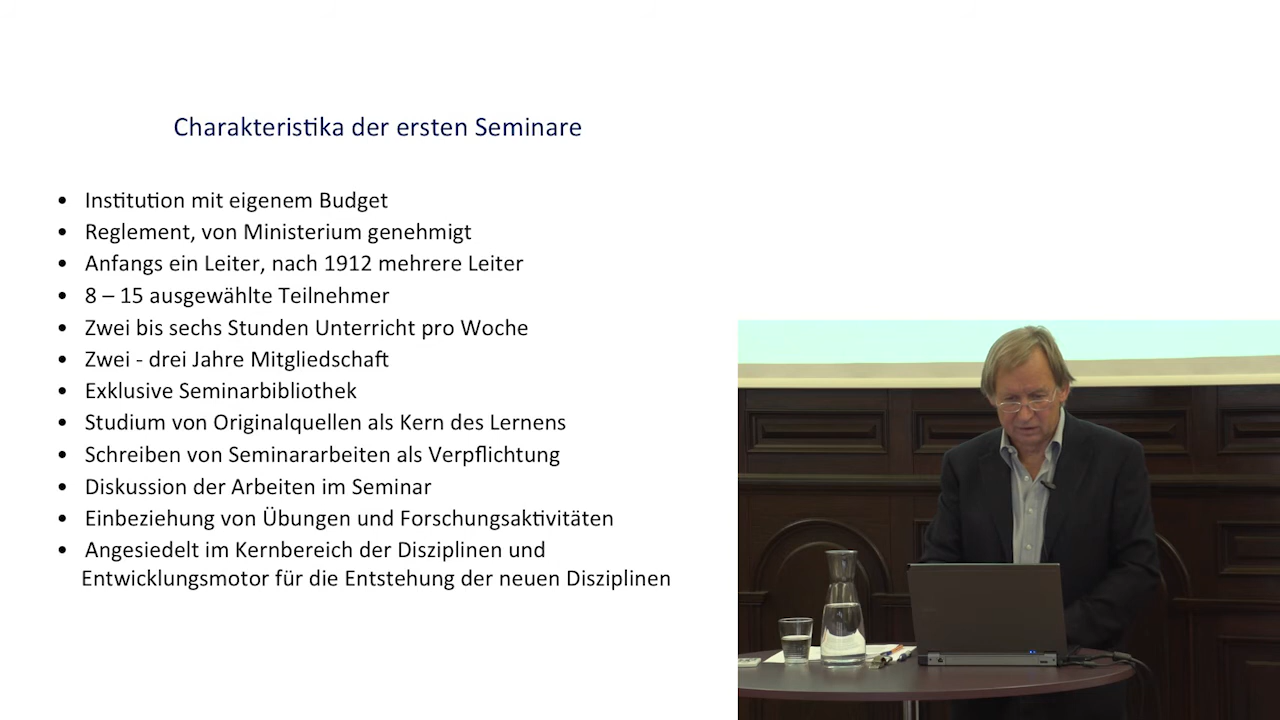 Charakteristika der ersten Seminare
• Institution mit eigenem Budget
• Reglement, von Ministerium genehmigt
• Anfangs ein Leiter, nach 1912 mehrere Leiter
• 8 – 15 ausgewählte Teilnehmer
• Zwei bis sechs Stunden Unterricht pro Woche
• Zwei - drei Jahre Mitgliedschaft
• Exklusive Seminarbibliothek
• Studium von Originalquellen als Kern des Lernens
• Schreiben von Seminararbeiten als Verpflichtung
• Diskussion der Arbeiten im Seminar
• Einbeziehung von Übungen und Forschungsaktivitäten
• Angesiedelt im Kernbereich der Disziplinen und
Entwicklungsmotor für die Entstehung der neuen Disziplinen